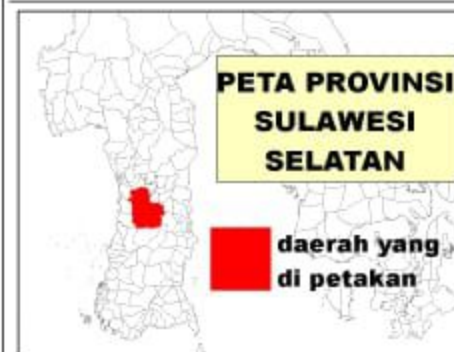 PETA PROVINSI
SULAWESI
SELATAN
daerah yang
di petakan